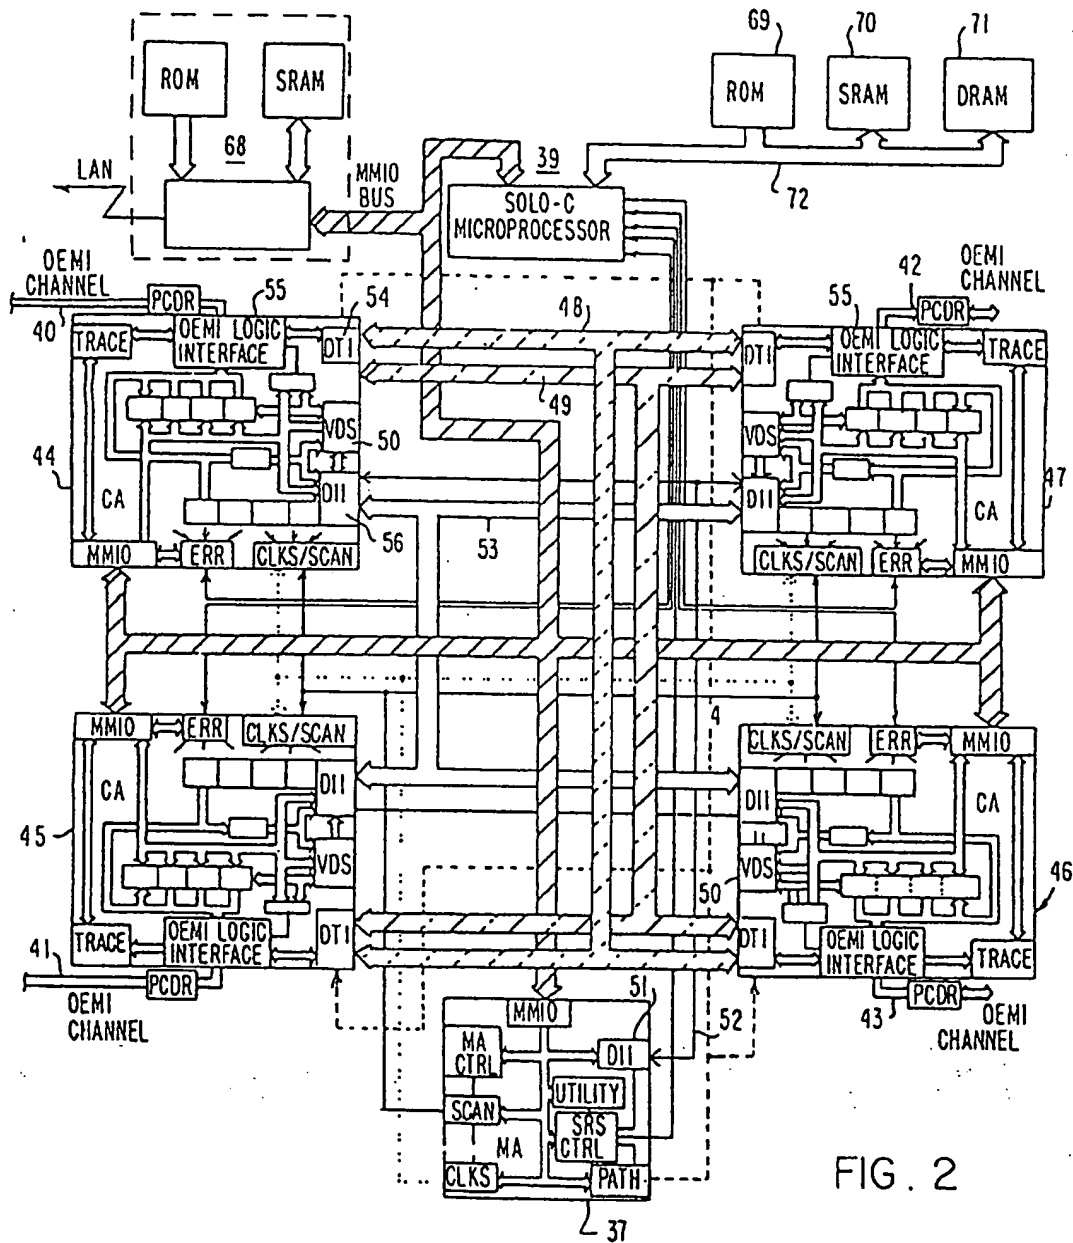 69
70
71
ROM
SRAM
ROM
SRAM
DRAM
68
39
LAN
MMIO
BUS
72
SOLO-C
MICROPROCESSOR
OEMI
CHANNEL
PCDR
55
54
48
42
OEMI
CHANNEL
55
PCDR
40
TRACE
OEMI LOGIC
INTERFACE
DTI
DTI
OEMI LOGIC
INTERFACE
TRACE
49
VDS
50
VDS
44
DII
DII
47
CA
56
53
CA
MMIO
ERR
CLKS/SCAN
CLKS/SCAN
ERR
MMIO
4
MMIO
ERR
CLKS/SCAN
CLKS/SCAN
ERR
MMIO
CA
DII
DII
CA
45
VDS
VDS
50
46
TRACE
OEMI LOGIC
INTERFACE
DTI
DTI
OEMI LOGIC
INTERFACE
TRACE
41
PCDR
OEMI
CHANNEL
51
52
43
PCDR
OEMI
CHANNEL
MMIO
MA
CTRL
DII
UTILITY
SCAN
SRS
CTRL
MA
CLKS
PATH
37
FIG. 2